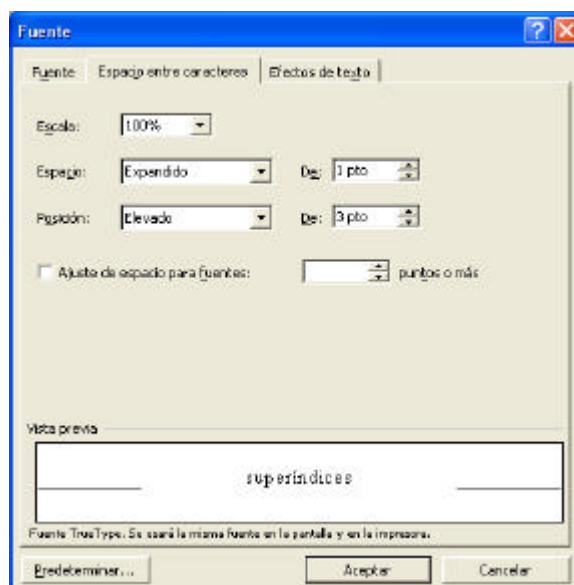 Fuente
Fuente Espacio entre caracteres Efectos de texto
Escala: 100%
Espacio: Expandido De: 1 pto
Posición: Elevado De: 3 pto
Ajuste de espacio para fuentes: puntos o más
Vista previa
superíndices
Fuente TrueType. Se usará la misma fuente en la pantalla y en la impresora.
Predeterminar... Aceptar Cancelar